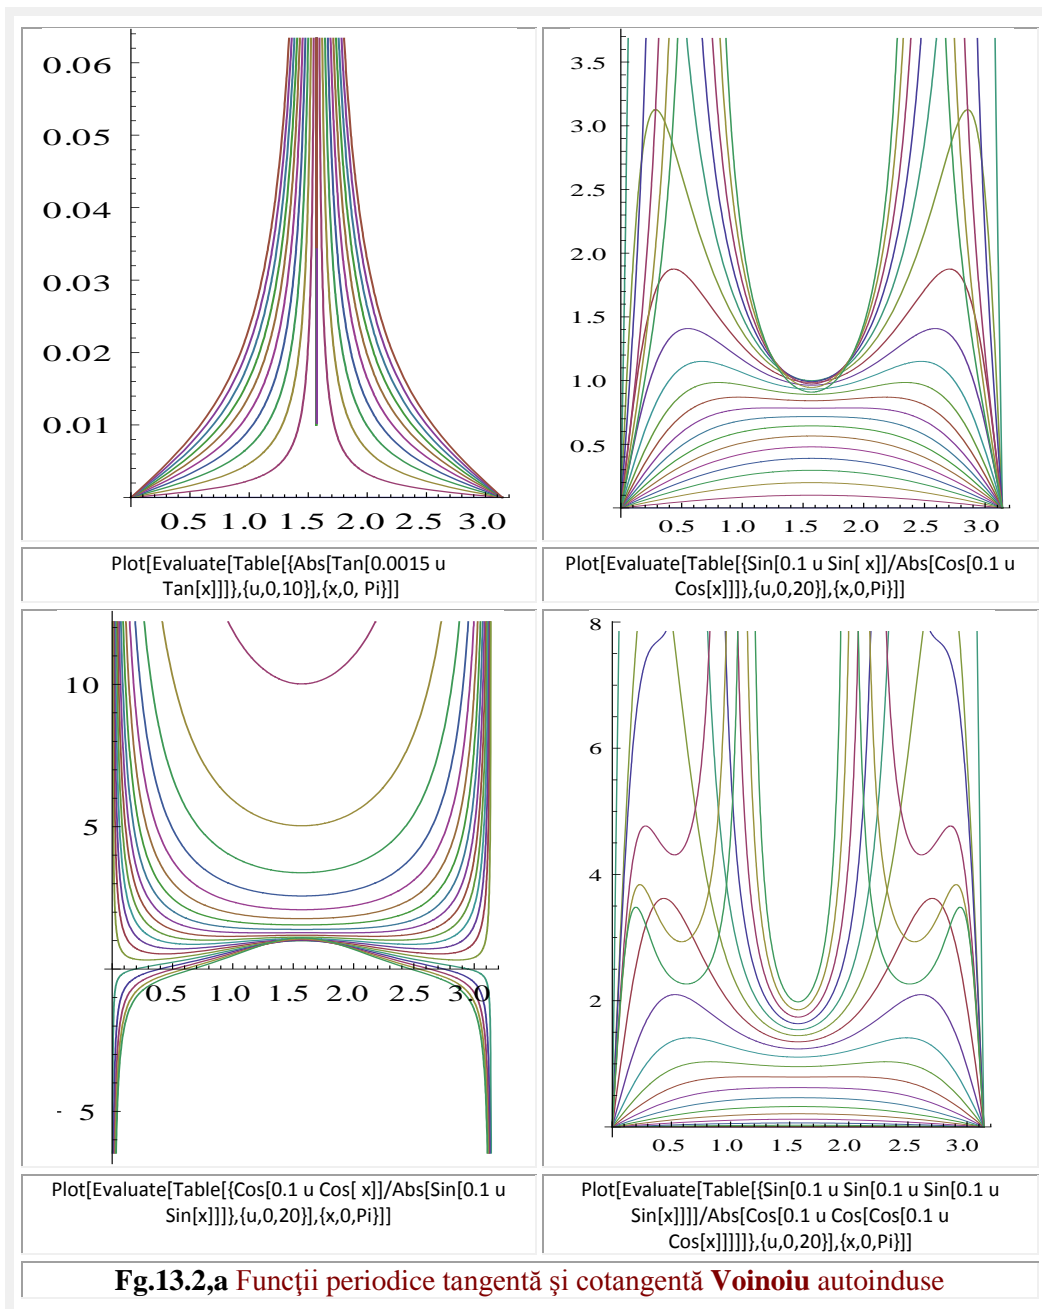 0.06
0.05
0.04
0.03
0.02
0.01
0.5 1.0 1.5 2.0 2.5 3.0
3.5
3.0
2.5
2.0
1.5
1.0
0.5
0.5 1.0 1.5 2.0 2.5 3.0
Plot[Evaluate[Table[{Abs[Tan[0.0015 u
Tan[x]]]},{u,0,10}],{x,0, Pi}]]
Plot[Evaluate[Table[{Sin[0.1 u Sin[ x]]/Abs[Cos[0.1 u
Cos[x]]]},{u,0,20}],{x,0,Pi}]]
10
5
0.5 1.0 1.5 2.0 2.5 3.0
- 5
8
6
4
2
0.5 1.0 1.5 2.0 2.5 3.0
Plot[Evaluate[Table[{Cos[0.1 u Cos[ x]]/Abs[Sin[0.1 u
Sin[x]]]},{u,0,20}],{x,0,Pi}]]
Plot[Evaluate[Table[{Sin[0.1 u Sin[0.1 u Sin[0.1 u
Sin[x]]]]/Abs[Cos[0.1 u Cos[Cos[0.1 u
Cos[x]]]]]},{u,0,20}],{x,0,Pi}]]
Fg.13.2,a Funcţii periodice tangentă şi cotangentă Voinoiu autoinduse